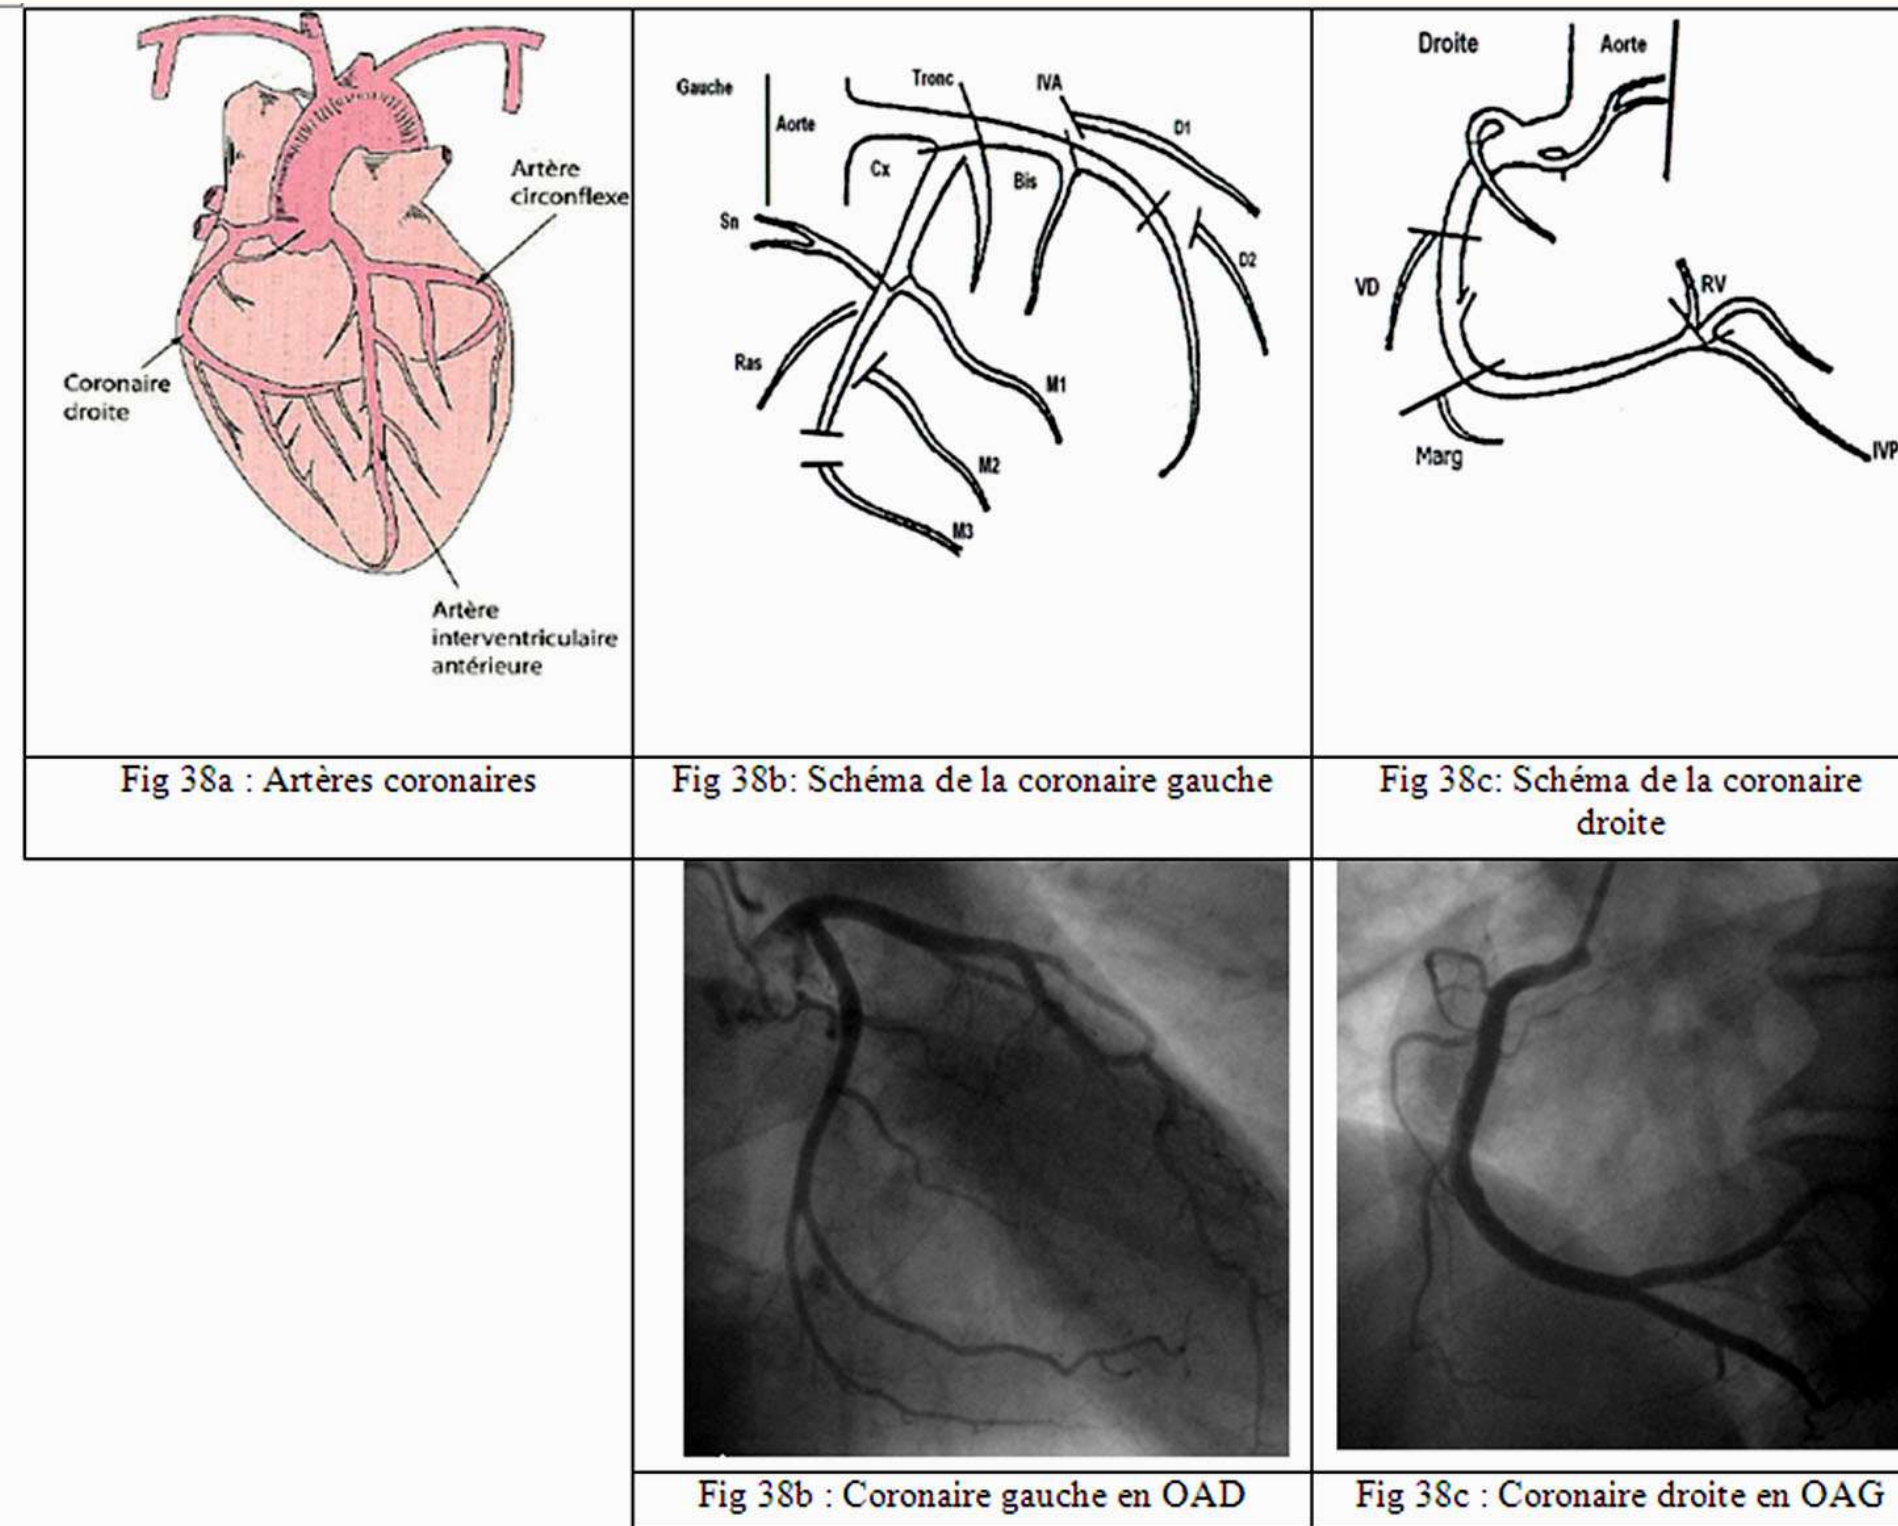 Artère
circonflexe
Coronaire
droite
Artère
interventriculaire
antérieure
Gauche
Aorte
Tronc
IVA
D1
Cx
Bis
Sn
D2
Ras
M1
M2
M3
Droite
Aorte
VD
RV
Marg
IVP
Fig 38a : Artères coronaires
Fig 38b: Schéma de la coronaire gauche
Fig 38c: Schéma de la coronaire
droite
Fig 38b : Coronaire gauche en OAD
Fig 38c : Coronaire droite en OAG